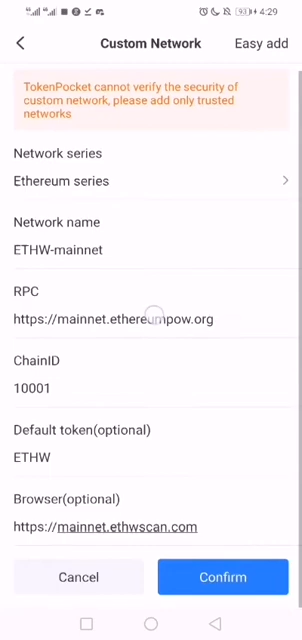 93
4:29
Custom Network
Easy add
TokenPocket cannot verify the security of
custom network, please add only trusted
networks
Network series
Ethereum series
Network name
ETHW-mainnet
RPC
https://mainnet.ethereumpow.org
ChainID
10001
Default token(optional)
ETHW
Browser(optional)
https://mainnet.ethwscan.com
Cancel
Confirm